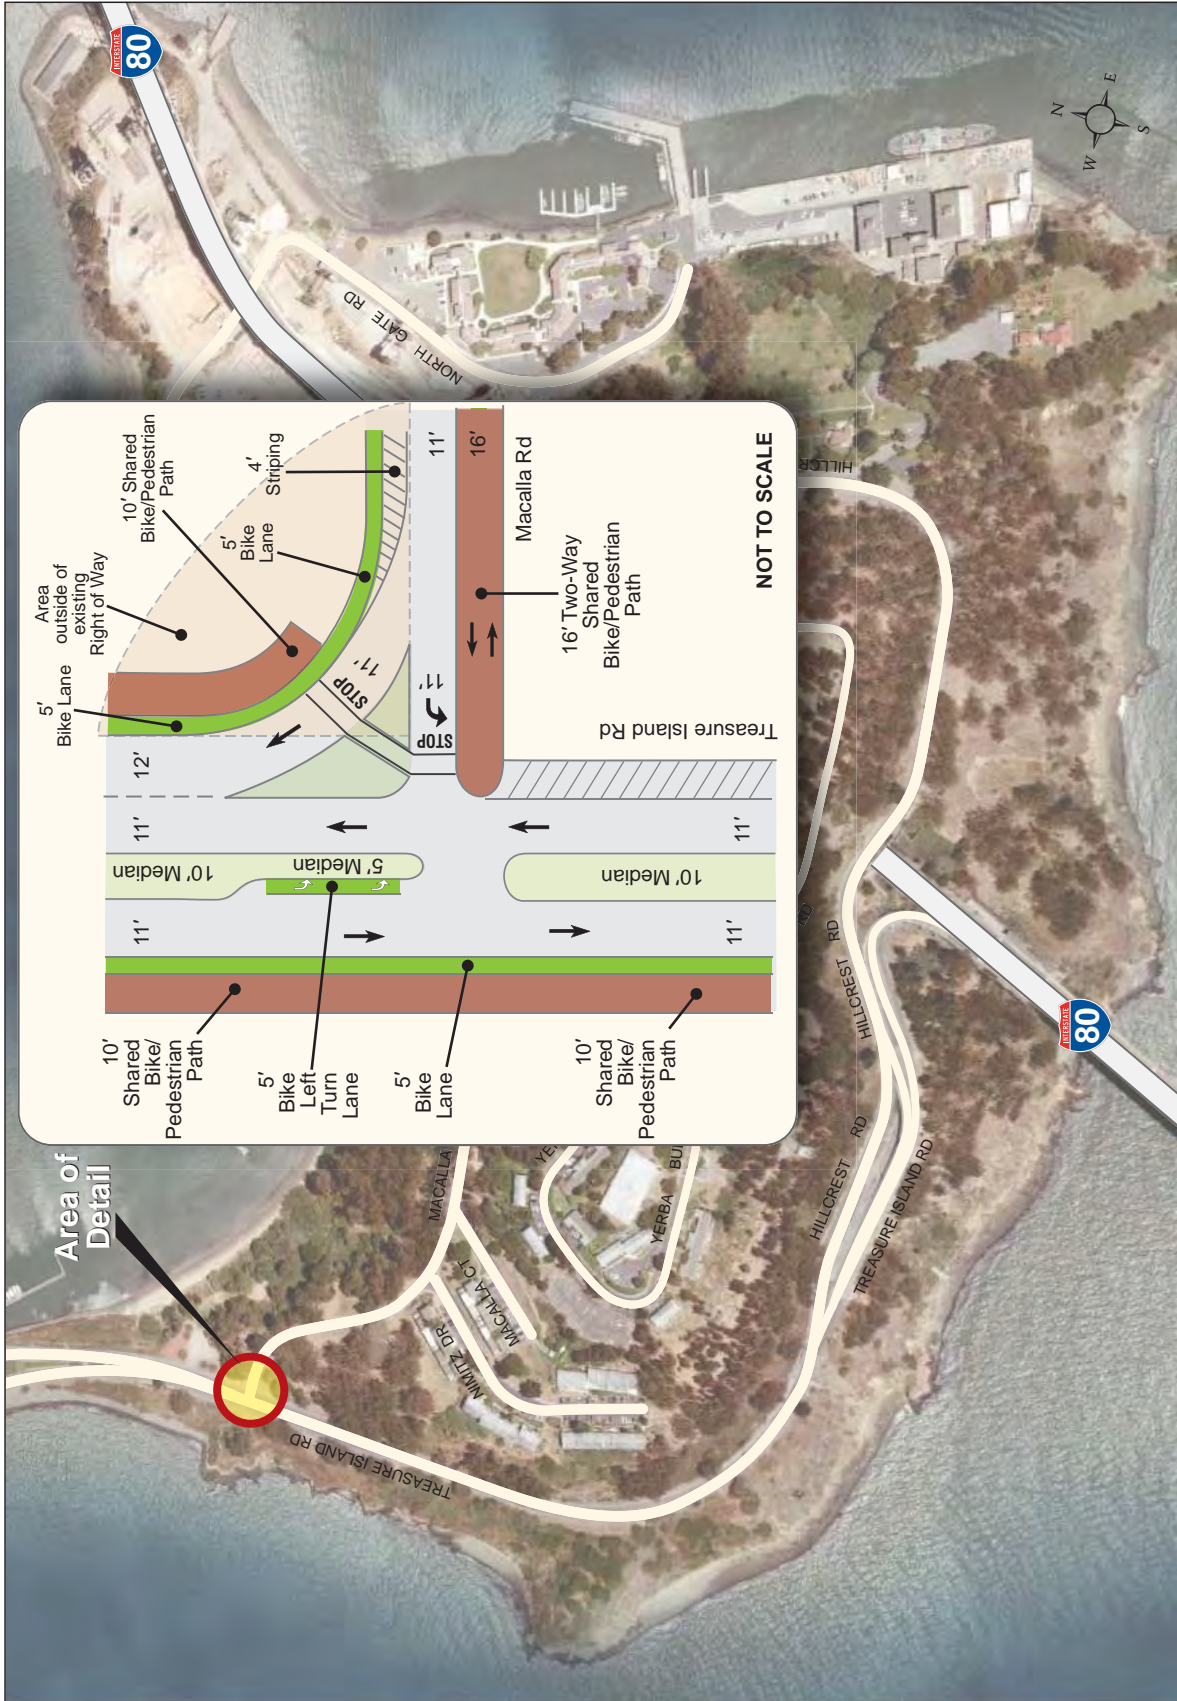 INTERSTATE
80
N
E
S
W
NORTH GATE RD
Area
outside of
existing
Right of Way
10′ Shared
Bike/Pedestrian
Path
5′
Bike Lane
5′
Bike
Lane
4′
Striping
12′
11′
11′
STOP
11′
STOP
11′
16′
Macalla Rd
10′ Median
5′ Median
10′ Median
11′
11′
11′
16′ Two-Way
Shared
Bike/Pedestrian
Path
Treasure Island Rd
NOT TO SCALE
10′
Shared
Bike/
Pedestrian
Path
5′
Bike
Left
Turn
Lane
5′
Bike
Lane
10′
Shared
Bike/
Pedestrian
Path
HILLCR
RD
HILLCREST RD
HILLCREST RD
TREASURE ISLAND RD
INTERSTATE
80
Area of
Detail
MACALLA
MACALLA CT
NIMITZ DR
YE
YERBA BU
TREASURE ISLAND RD